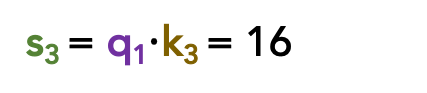 s₃ = q₁·k₃ = 16